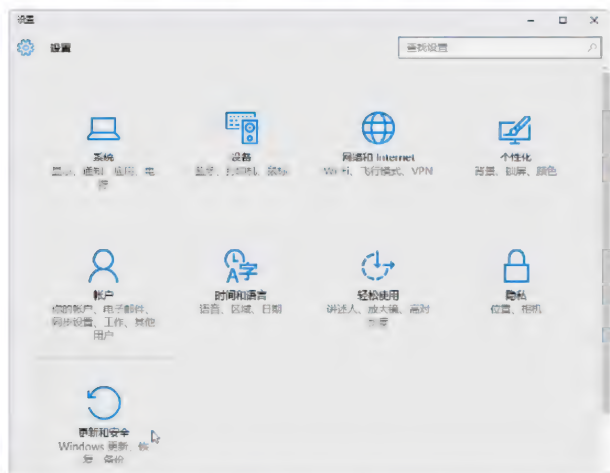 设置
设置
查找设置
系统
显示、通知、应用、电
源
设备
蓝牙、打印机、鼠标
网络和 Internet
Wi-Fi、飞行模式、VPN
个性化
背景、锁屏、颜色
帐户
你的帐户、电子邮件、
同步设置、工作、其他
用户
时间和语言
语音、区域、日期
轻松使用
讲述人、放大镜、高对
比度
隐私
位置、相机
更新和安全
Windows 更新、恢
复、备份